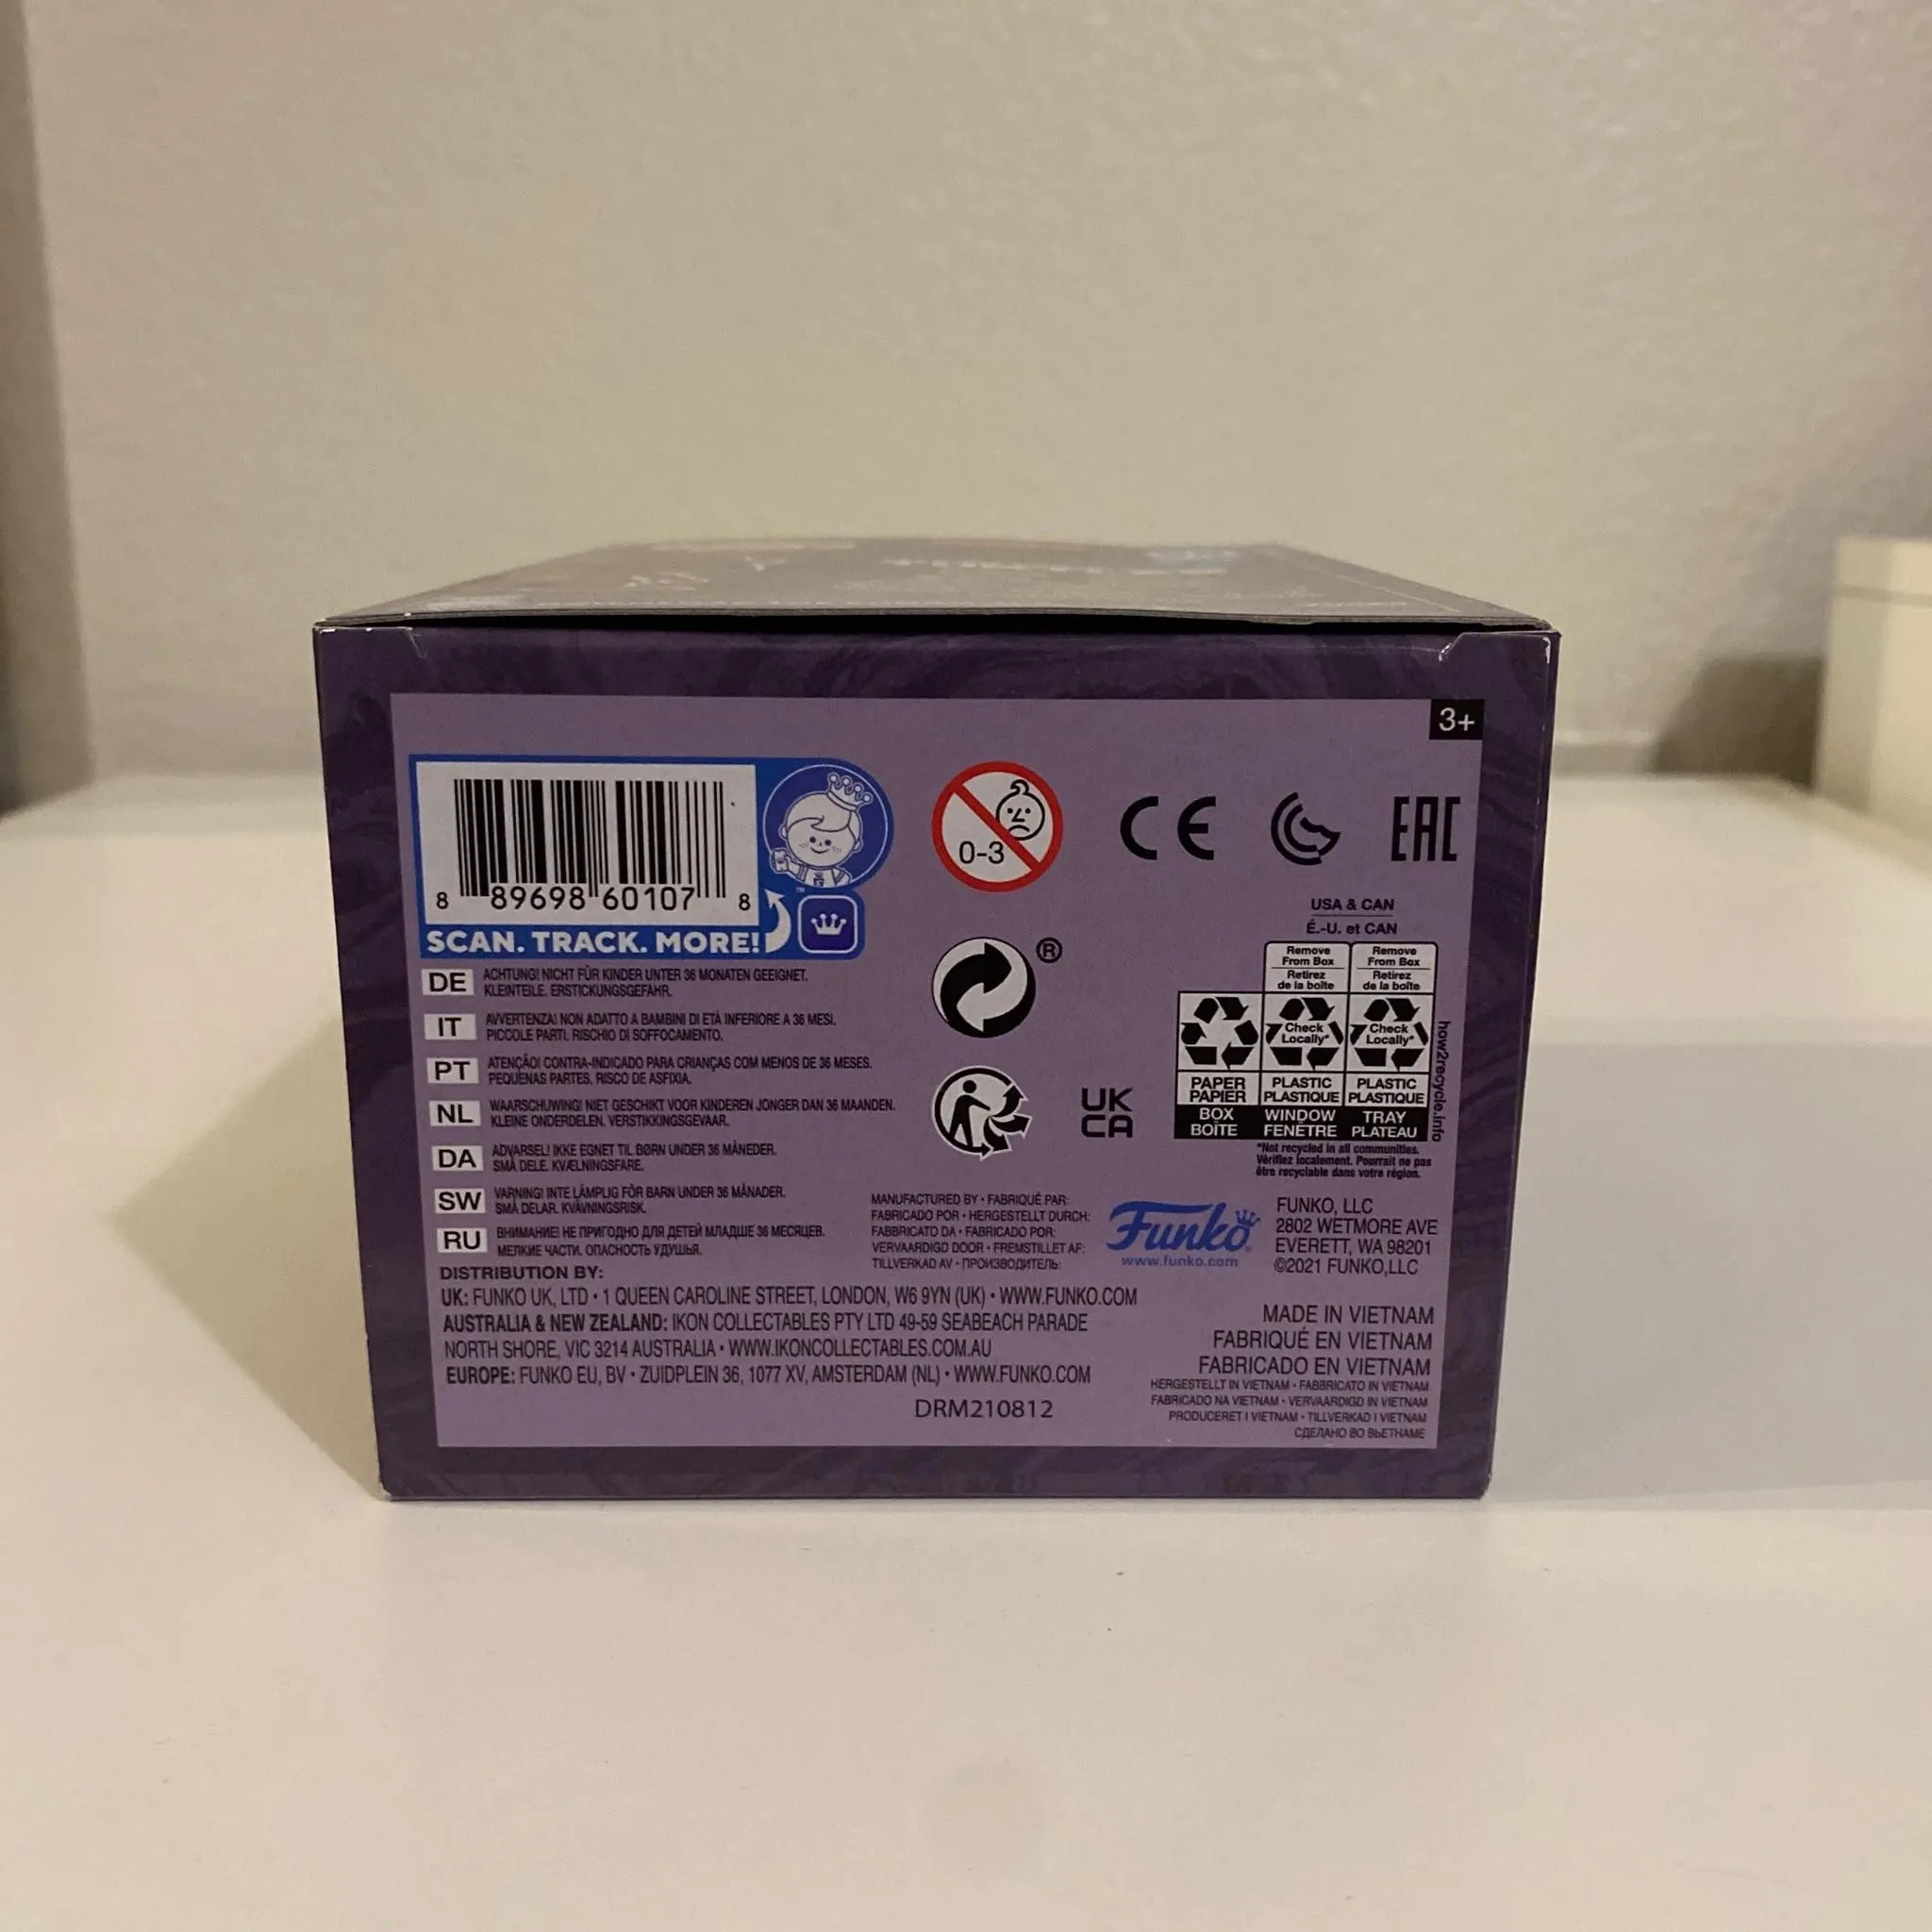 3+
8 89698 60107 8
SCAN. TRACK. MORE!
™
0-3
CE
EAC
®
UK
CA
USA & CAN
É.-U. et CAN
Remove
From Box
Retirez
de la boîte
Remove
From Box
Retirez
de la boîte
Check
Locally*
Check
Locally*
PAPER
PAPIER
PLASTIC
PLASTIQUE
PLASTIC
PLASTIQUE
BOX
BOÎTE
WINDOW
FENÊTRE
TRAY
PLATEAU
how2recycle.info
*Not recycled in all communities.
Vérifiez localement. Pourrait ne pas
être recyclable dans votre région.
DE ACHTUNG! NICHT FÜR KINDER UNTER 36 MONATEN GEEIGNET.
KLEINTEILE. ERSTICKUNGSGEFAHR.
IT AVVERTENZA! NON ADATTO A BAMBINI DI ETÀ INFERIORE A 36 MESI.
PICCOLE PARTI. RISCHIO DI SOFFOCAMENTO.
PT ATENÇÃO! CONTRA-INDICADO PARA CRIANÇAS COM MENOS DE 36 MESES.
PEQUENAS PARTES. RISCO DE ASFIXIA.
NL WAARSCHUWING! NIET GESCHIKT VOOR KINDEREN JONGER DAN 36 MAANDEN.
KLEINE ONDERDELEN. VERSTIKKINGSGEVAAR.
DA ADVARSEL! IKKE EGNET TIL BØRN UNDER 36 MÅNEDER.
SMÅ DELE. KVÆLNINGSFARE.
SW VARNING! INTE LÄMPLIG FÖR BARN UNDER 36 MÅNADER.
SMÅ DELAR. KVÄVNINGSRISK.
RU ВНИМАНИЕ! НЕ ПРИГОДНО ДЛЯ ДЕТЕЙ МЛАДШЕ 36 МЕСЯЦЕВ.
МЕЛКИЕ ЧАСТИ. ОПАСНОСТЬ УДУШЬЯ.
MANUFACTURED BY • FABRIQUÉ PAR:
FABRICADO POR • HERGESTELLT DURCH:
FABBRICATO DA • FABRICADO POR:
VERVAARDIGD DOOR • FREMSTILLET AF:
TILLVERKAD AV • ПРОИЗВОДИТЕЛЬ:
Funko
www.funko.com
FUNKO, LLC
2802 WETMORE AVE
EVERETT, WA 98201
©2021 FUNKO,LLC
DISTRIBUTION BY:
UK: FUNKO UK, LTD • 1 QUEEN CAROLINE STREET, LONDON, W6 9YN (UK) • WWW.FUNKO.COM
AUSTRALIA & NEW ZEALAND: IKON COLLECTABLES PTY LTD 49-59 SEABEACH PARADE
NORTH SHORE, VIC 3214 AUSTRALIA • WWW.IKONCOLLECTABLES.COM.AU
EUROPE: FUNKO EU, BV • ZUIDPLEIN 36, 1077 XV, AMSTERDAM (NL) • WWW.FUNKO.COM
DRM210812
MADE IN VIETNAM
FABRIQUÉ EN VIETNAM
FABRICADO EN VIETNAM
HERGESTELLT IN VIETNAM • FABBRICATO IN VIETNAM
FABRICADO NA VIETNAM • VERVAARDIGD IN VIETNAM
PRODUCERET I VIETNAM • TILLVERKAD I VIETNAM
СДЕЛАНО ВО ВЬЕТНАМЕ